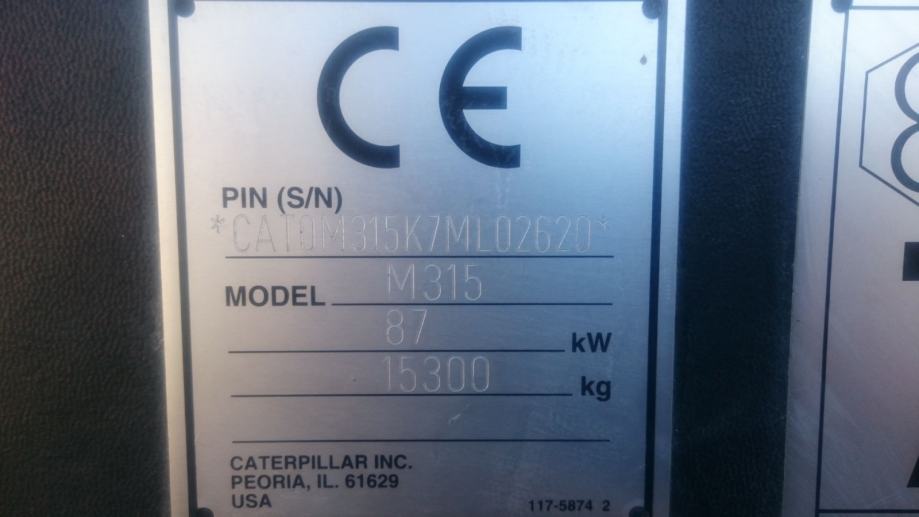 CE
PIN (S/N)
*CAT0M315K7ML02620*
MODEL M315
87 kW
15300 kg
CATERPILLAR INC.
PEORIA, IL. 61629
USA
117-5874 2